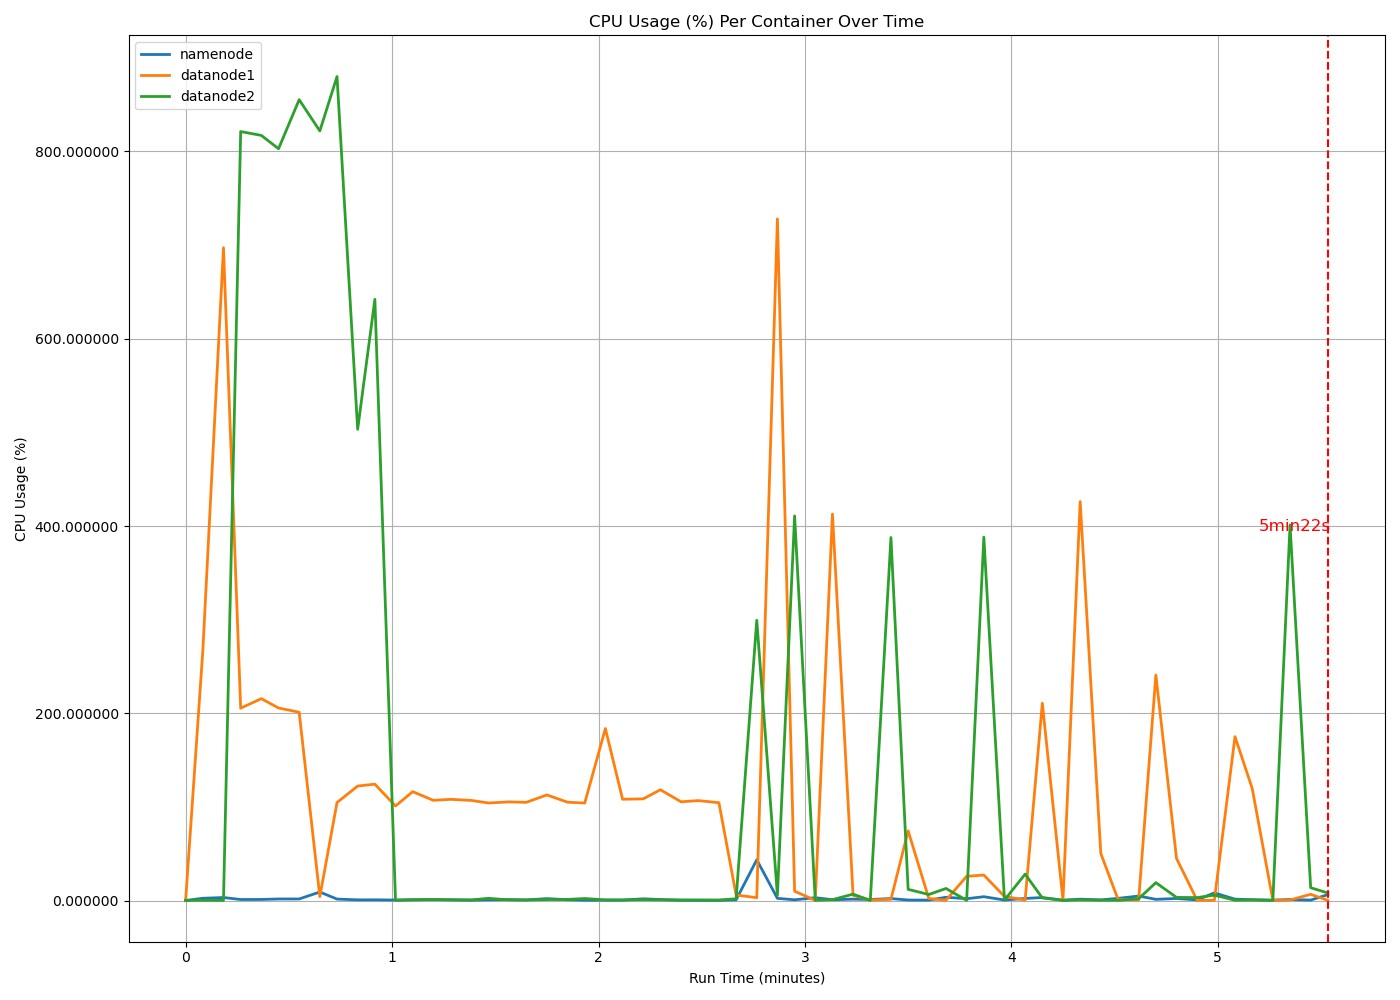 CPU Usage (%) Per Container Over Time
namenode
datanode1
datanode2
800.000000
600.000000
400.000000
200.000000
0.000000
CPU Usage (%)
5min22s
0 1 2 3 4 5
Run Time (minutes)